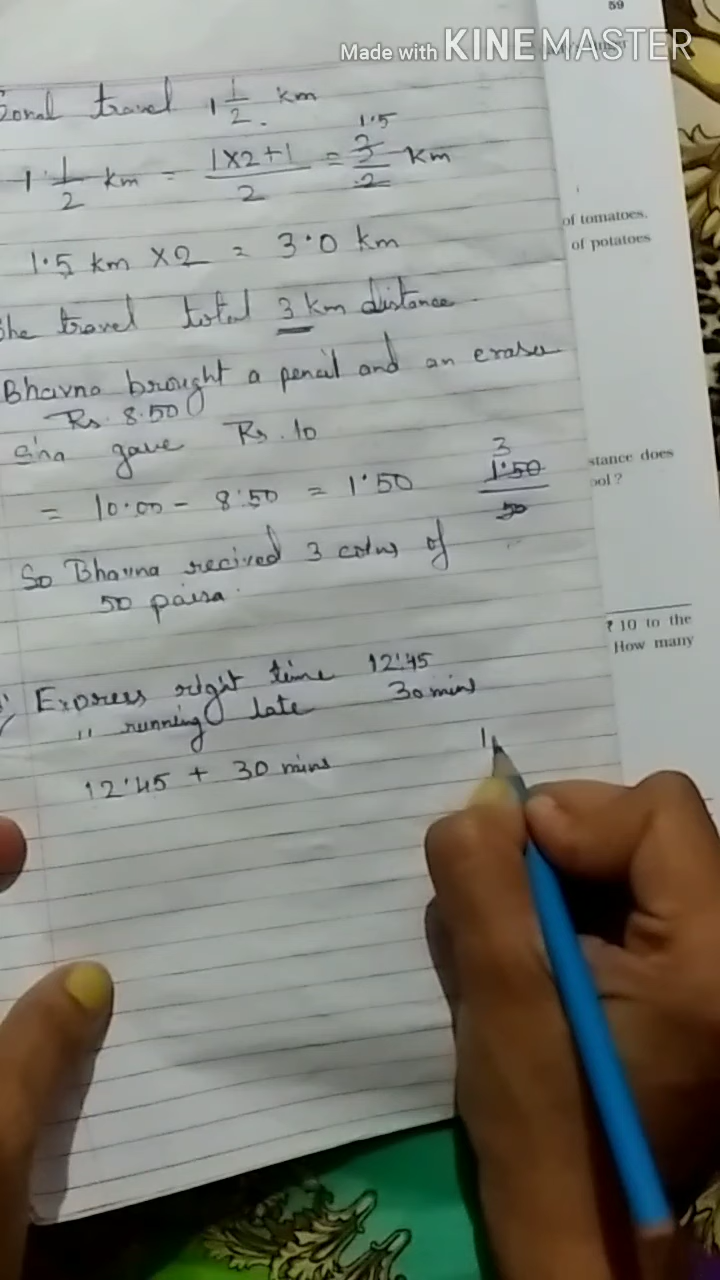 59
Made with KINEMASTER
Sonal travel 1 1/2 km
1 1/2 km = 1×2+1/2 = 3/2 km 1.5
of tomatoes.
1.5 km ×2 = 3.0 km
of potatoes
She travel total 3 km distance
Bhavna brought a pencil and an eraser
Rs. 8.50
gave Rs. 10
3
= 10.00 - 8.50 = 1.50 1.50/50
stance does
ool?
So Bhavna recived 3 coins of
50 paisa.
₹ 10 to the
How many
Express right time 12:45
" running late 30 mins
12:45 + 30 mins